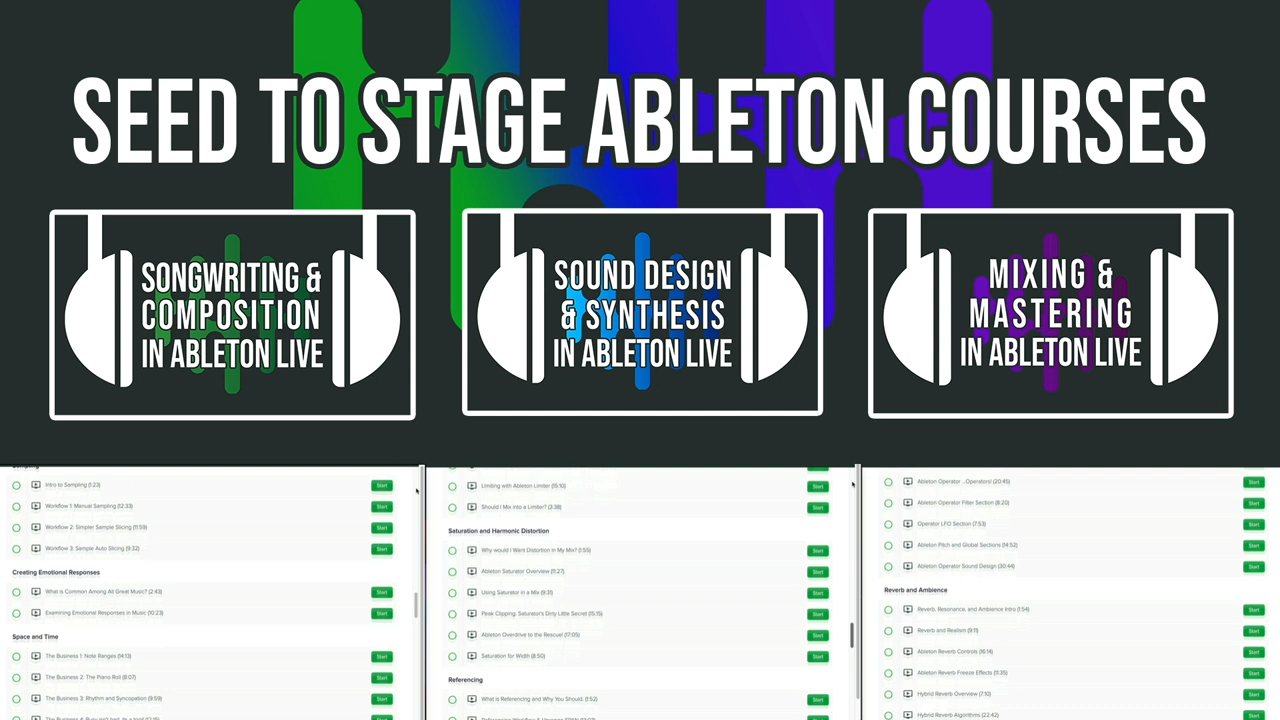 SEED TO STAGE ABLETON COURSES
SONGWRITING &
COMPOSITION
IN ABLETON LIVE
SOUND DESIGN
& SYNTHESIS
IN ABLETON LIVE
MIXING &
MASTERING
IN ABLETON LIVE
Intro to Sampling (1:23)
Start
Workflow 1: Manual Sampling (12:33)
Start
Workflow 2: Simpler Sample Slicing (11:59)
Start
Workflow 3: Sample Auto Slicing (9:32)
Start
Creating Emotional Responses
What is Common Among All Great Music? (2:43)
Start
Examining Emotional Responses in Music (10:23)
Start
Space and Time
The Business 1: Note Ranges (14:13)
Start
The Business 2: The Piano Roll (8:07)
Start
The Business 3: Rhythm and Syncopation (9:59)
Start
Limiting with Ableton Limiter (15:10)
Start
Should I Mix into a Limiter? (3:38)
Start
Saturation and Harmonic Distortion
Why would I Want Distortion in My Mix? (1:55)
Start
Ableton Saturator Overview (11:27)
Start
Using Saturator in a Mix (9:31)
Start
Peak Clipping: Saturator's Dirty Little Secret (15:15)
Start
Ableton Overdrive to the Rescue! (17:05)
Start
Saturation for Width (8:50)
Start
Referencing
What is Referencing and Why You Should. (1:52)
Start
Ableton Operator ...Operators! (20:45)
Start
Ableton Operator Filter Section (8:20)
Start
Operator LFO Section (7:53)
Start
Ableton Pitch and Global Sections (14:52)
Start
Ableton Operator Sound Design (30:44)
Start
Reverb and Ambience
Reverb, Resonance, and Ambience Intro (1:54)
Start
Reverb and Realism (9:11)
Start
Ableton Reverb Controls (16:14)
Start
Ableton Reverb Freeze Effects (11:35)
Start
Hybrid Reverb Overview (7:10)
Start
Hybrid Reverb Algorithms (22:42)
Start